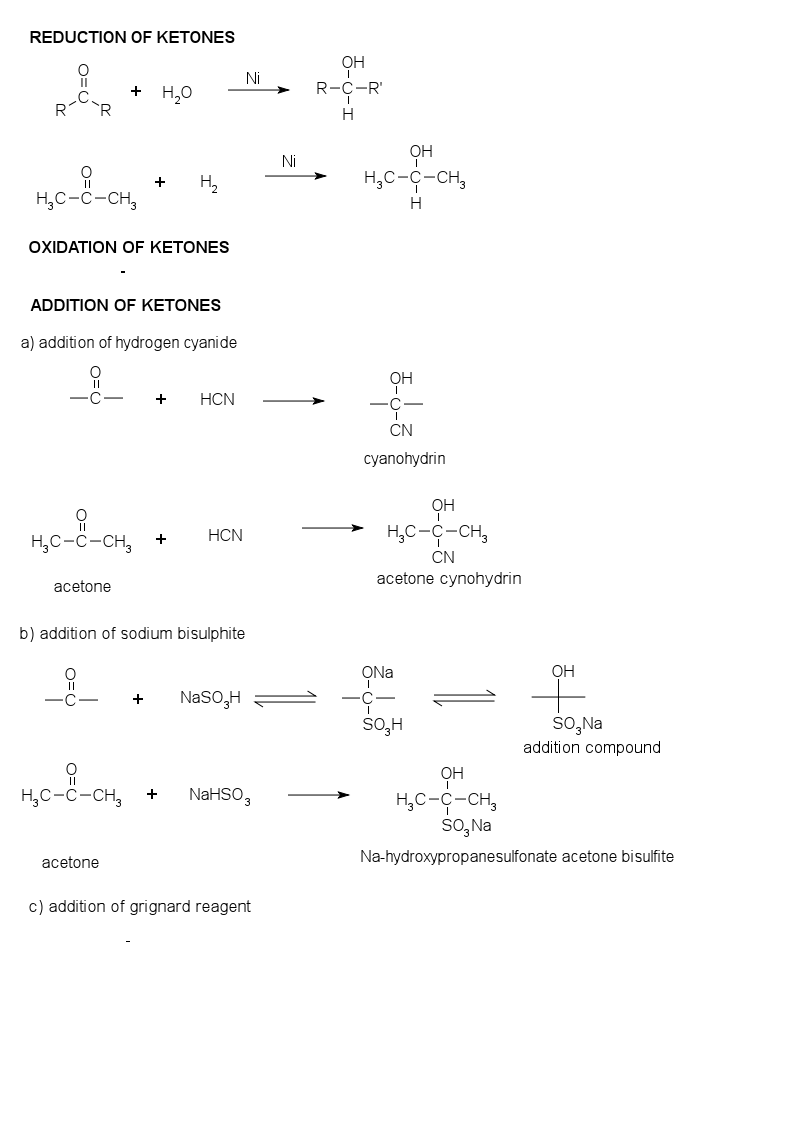 REDUCTION OF KETONES
O
C
R R + H2O Ni OH
R-C-R'
H
O
H3C-C-CH3 + H2 Ni OH
H3C-C-CH3
H
OXIDATION OF KETONES
-
ADDITION OF KETONES
a) addition of hydrogen cyanide
O
C + HCN OH
C
CN
cyanohydrin
O
H3C-C-CH3 + HCN OH
H3C-C-CH3
CN
acetone acetone cynohydrin
b) addition of sodium bisulphite
O
C + NaSO3H ONa
C
SO3H
OH
SO3Na
addition compound
O
H3C-C-CH3 + NaHSO3 OH
H3C-C-CH3
SO3Na
acetone Na-hydroxypropanesulfonate acetone bisulfite
c) addition of grignard reagent
-